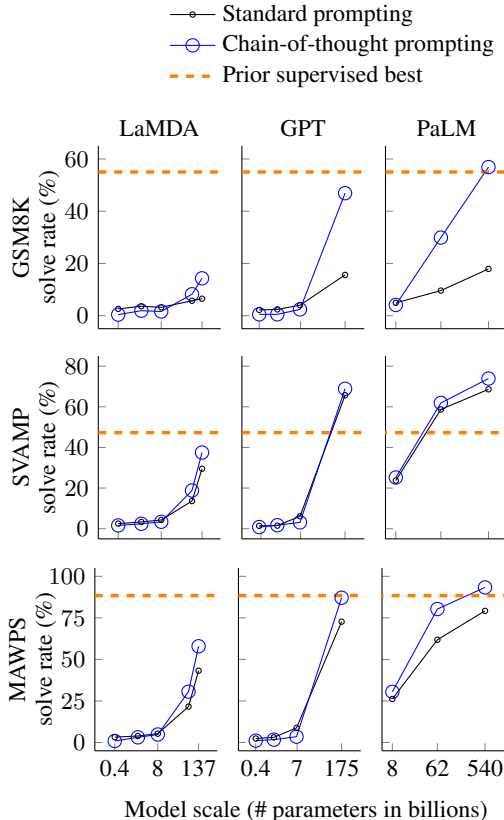 Standard prompting
Chain-of-thought prompting
Prior supervised best
LaMDA GPT PaLM
GSM8K
solve rate (%)
60
40
20
0
SVAMP
solve rate (%)
80
60
40
20
0
MAWPS
solve rate (%)
100
75
50
25
0
0.4 8 137 0.4 7 175 8 62 540
Model scale (# parameters in billions)